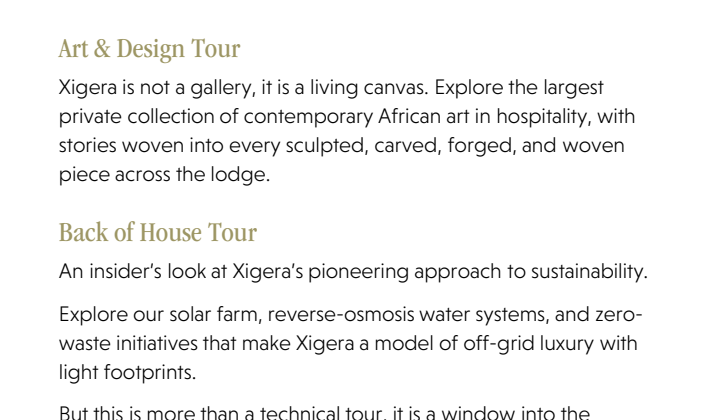 Art & Design Tour
Xigera is not a gallery, it is a living canvas. Explore the largest
private collection of contemporary African art in hospitality, with
stories woven into every sculpted, carved, forged, and woven
piece across the lodge.
Back of House Tour
An insider’s look at Xigera’s pioneering approach to sustainability.
Explore our solar farm, reverse-osmosis water systems, and zero-
waste initiatives that make Xigera a model of off-grid luxury with
light footprints.
But this is more than a technical tour, it is a window into the